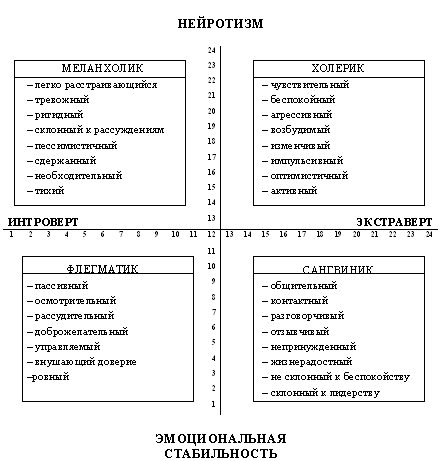 НЕЙРОТИЗМ
24
23
МЕЛАНХОЛИК
– легко расстраивающийся
– тревожный
– ригидный
– склонный к рассуждениям
– пессимистичный
– сдержанный
– необходительный
– тихий
22
21
20
19
18
17
16
15
14
13
ХОЛЕРИК
– чувствительный
– беспокойный
– агрессивный
– возбудимый
– изменчивый
– импульсивный
– оптимистичный
– активный
ИНТРОВЕРТ
ЭКСТРАВЕРТ
1 2 3 4 5 6 7 8 9 10 11 12 13 14 15 16 17 18 19 20 21 22 23 24
ФЛЕГМАТИК
– пассивный
– осмотрительный
– рассудительный
– доброжелательный
– управляемый
– внушающий доверие
–ровный
11
10
9
8
7
6
5
4
3
2
1
САНГВИНИК
– общительный
– контактный
– разговорчивый
– отзывчивый
– непринужденный
– жизнерадостный
– не склонный к беспокойству
– склонный к лидерству
ЭМОЦИОНАЛЬНАЯ
СТАБИЛЬНОСТЬ